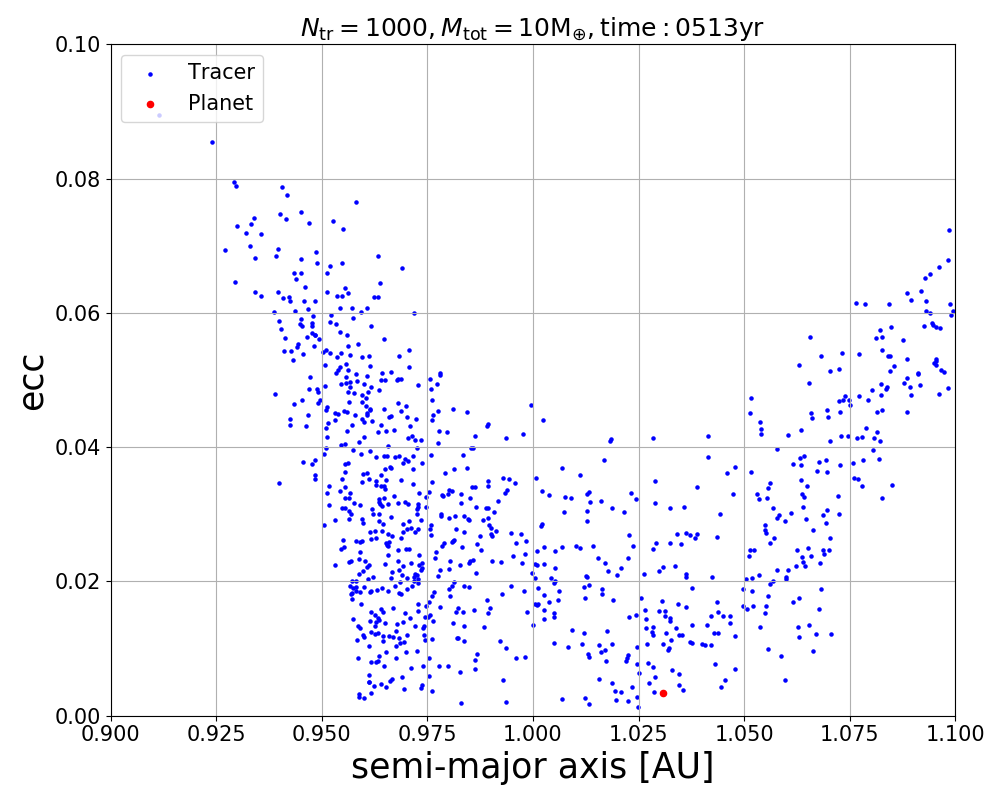 N_tr = 1000, M_tot = 10M_⊕, time : 0513yr
Tracer
Planet
0.10
0.08
0.06
0.04
0.02
0.00
ecc
0.900 0.925 0.950 0.975 1.000 1.025 1.050 1.075 1.100
semi-major axis [AU]